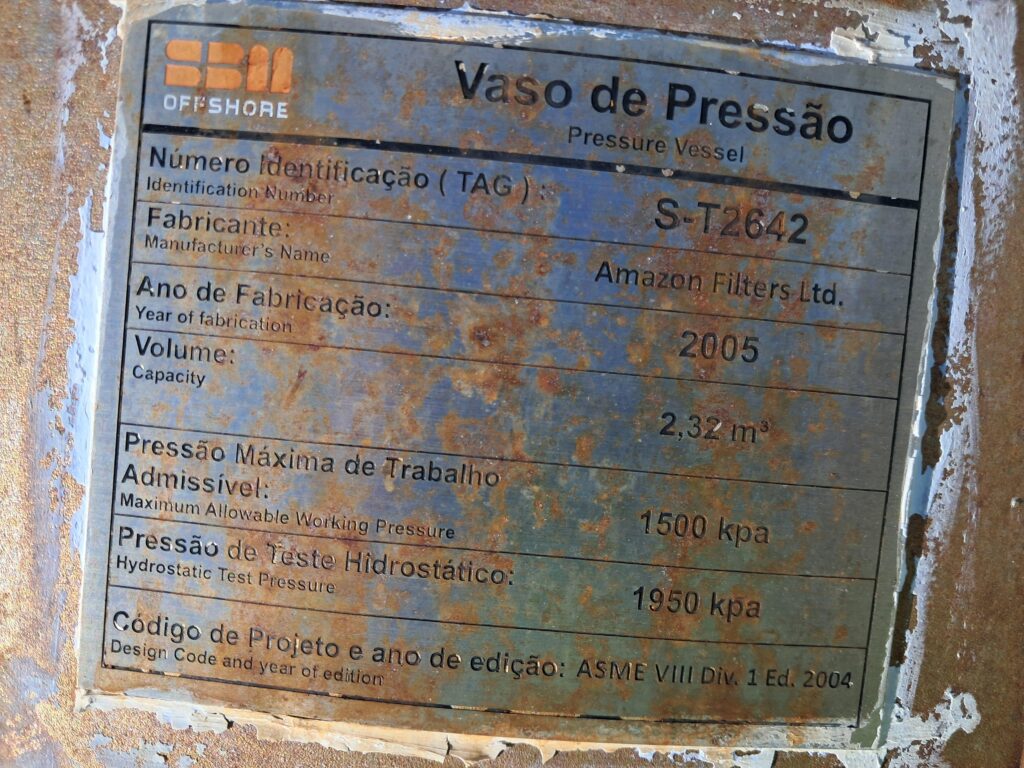 SBM
OFFSHORE
Vaso de Pressão
Pressure Vessel
Número Identificação ( TAG ) :
Identification Number
S-T2642
Fabricante:
Manufacturer's Name
Amazon Filters Ltd.
Ano de Fabricação:
Year of fabrication
2005
Volume:
Capacity
2,32 m³
Pressão Máxima de Trabalho
Admissível:
Maximum Allowable Working Pressure
1500 kpa
Pressão de Teste Hidrostático:
Hydrostatic Test Pressure
1950 kpa
Código de Projeto e ano de edição: ASME VIII Div. 1 Ed. 2004
Design Code and year of edition